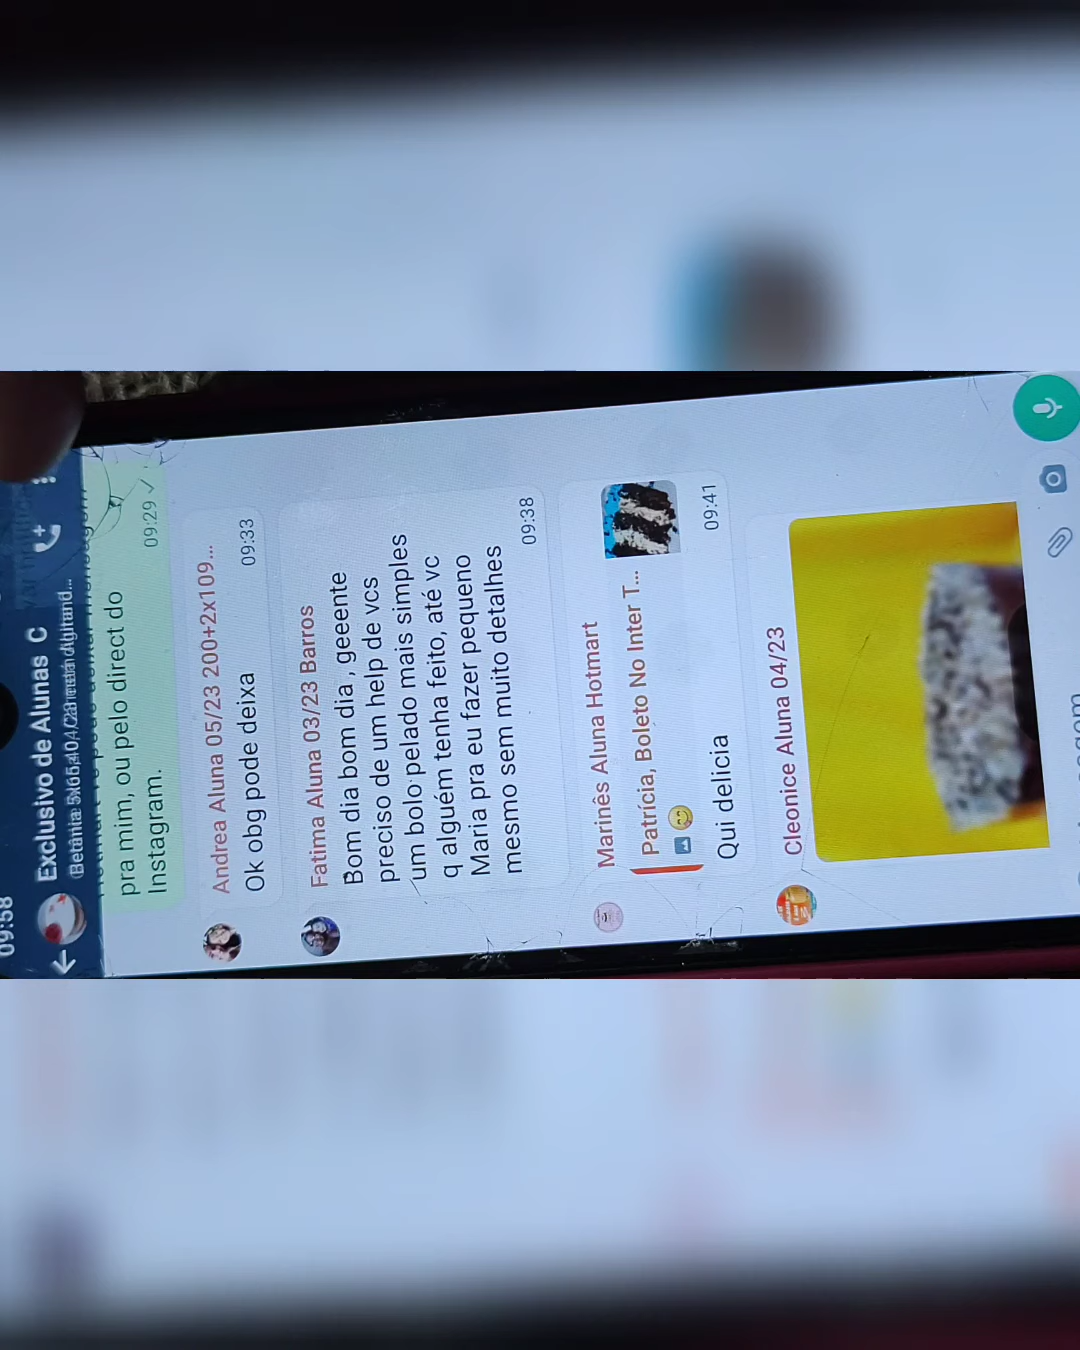 09:58
Exclusivo de Alunas C
pra mim, ou pelo direct do
Instagram.
09:29
Andrea Aluna 05/23 200+2x109...
Ok obg pode deixa
09:33
Fatima Aluna 03/23 Barros
Bom dia bom dia , geeente
preciso de um help de vcs
um bolo pelado mais simples
q alguém tenha feito, até vc
Maria pra eu fazer pequeno
mesmo sem muito detalhes
09:38
Marinês Aluna Hotmart
Patrícia, Boleto No Inter T...
Qui delicia
09:41
Cleonice Aluna 04/23